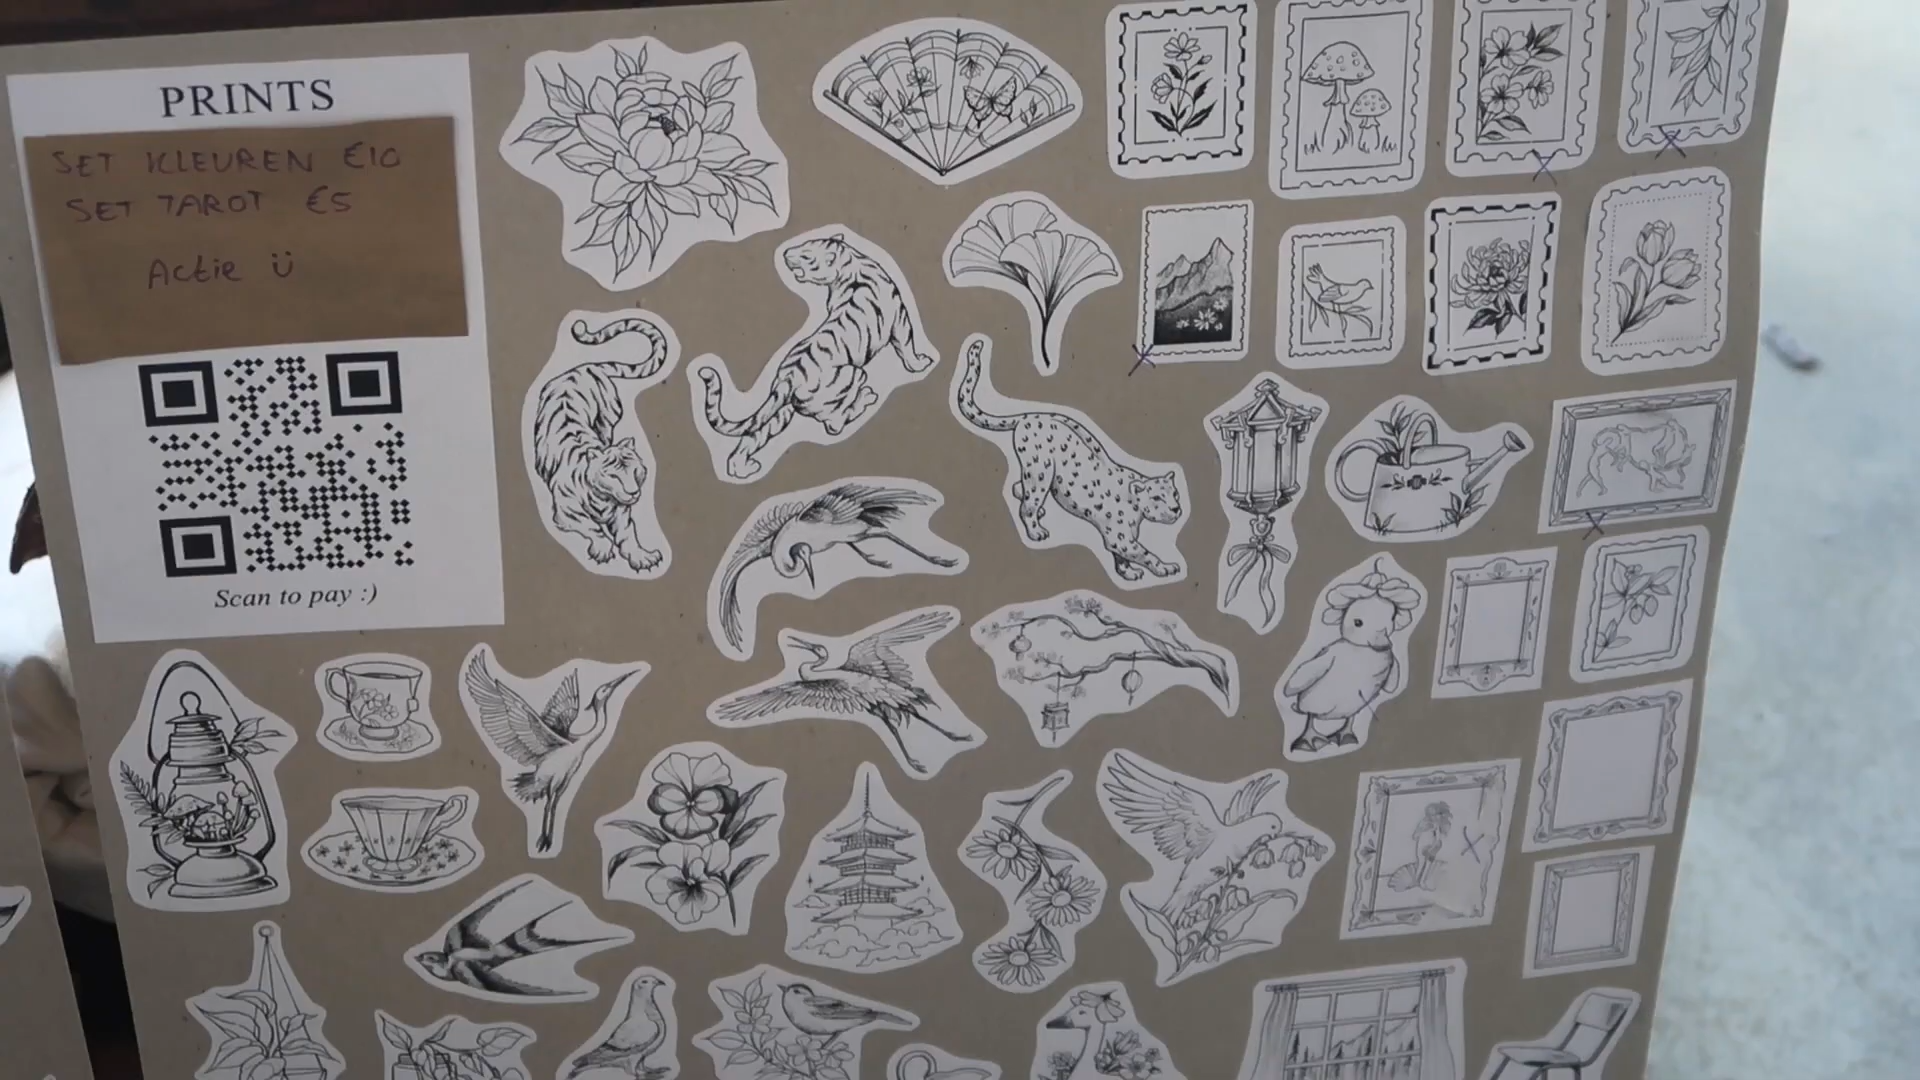 PRINTS
SET KLEUREN €10
SET TAROT €5
Actie ü
Scan to pay :)